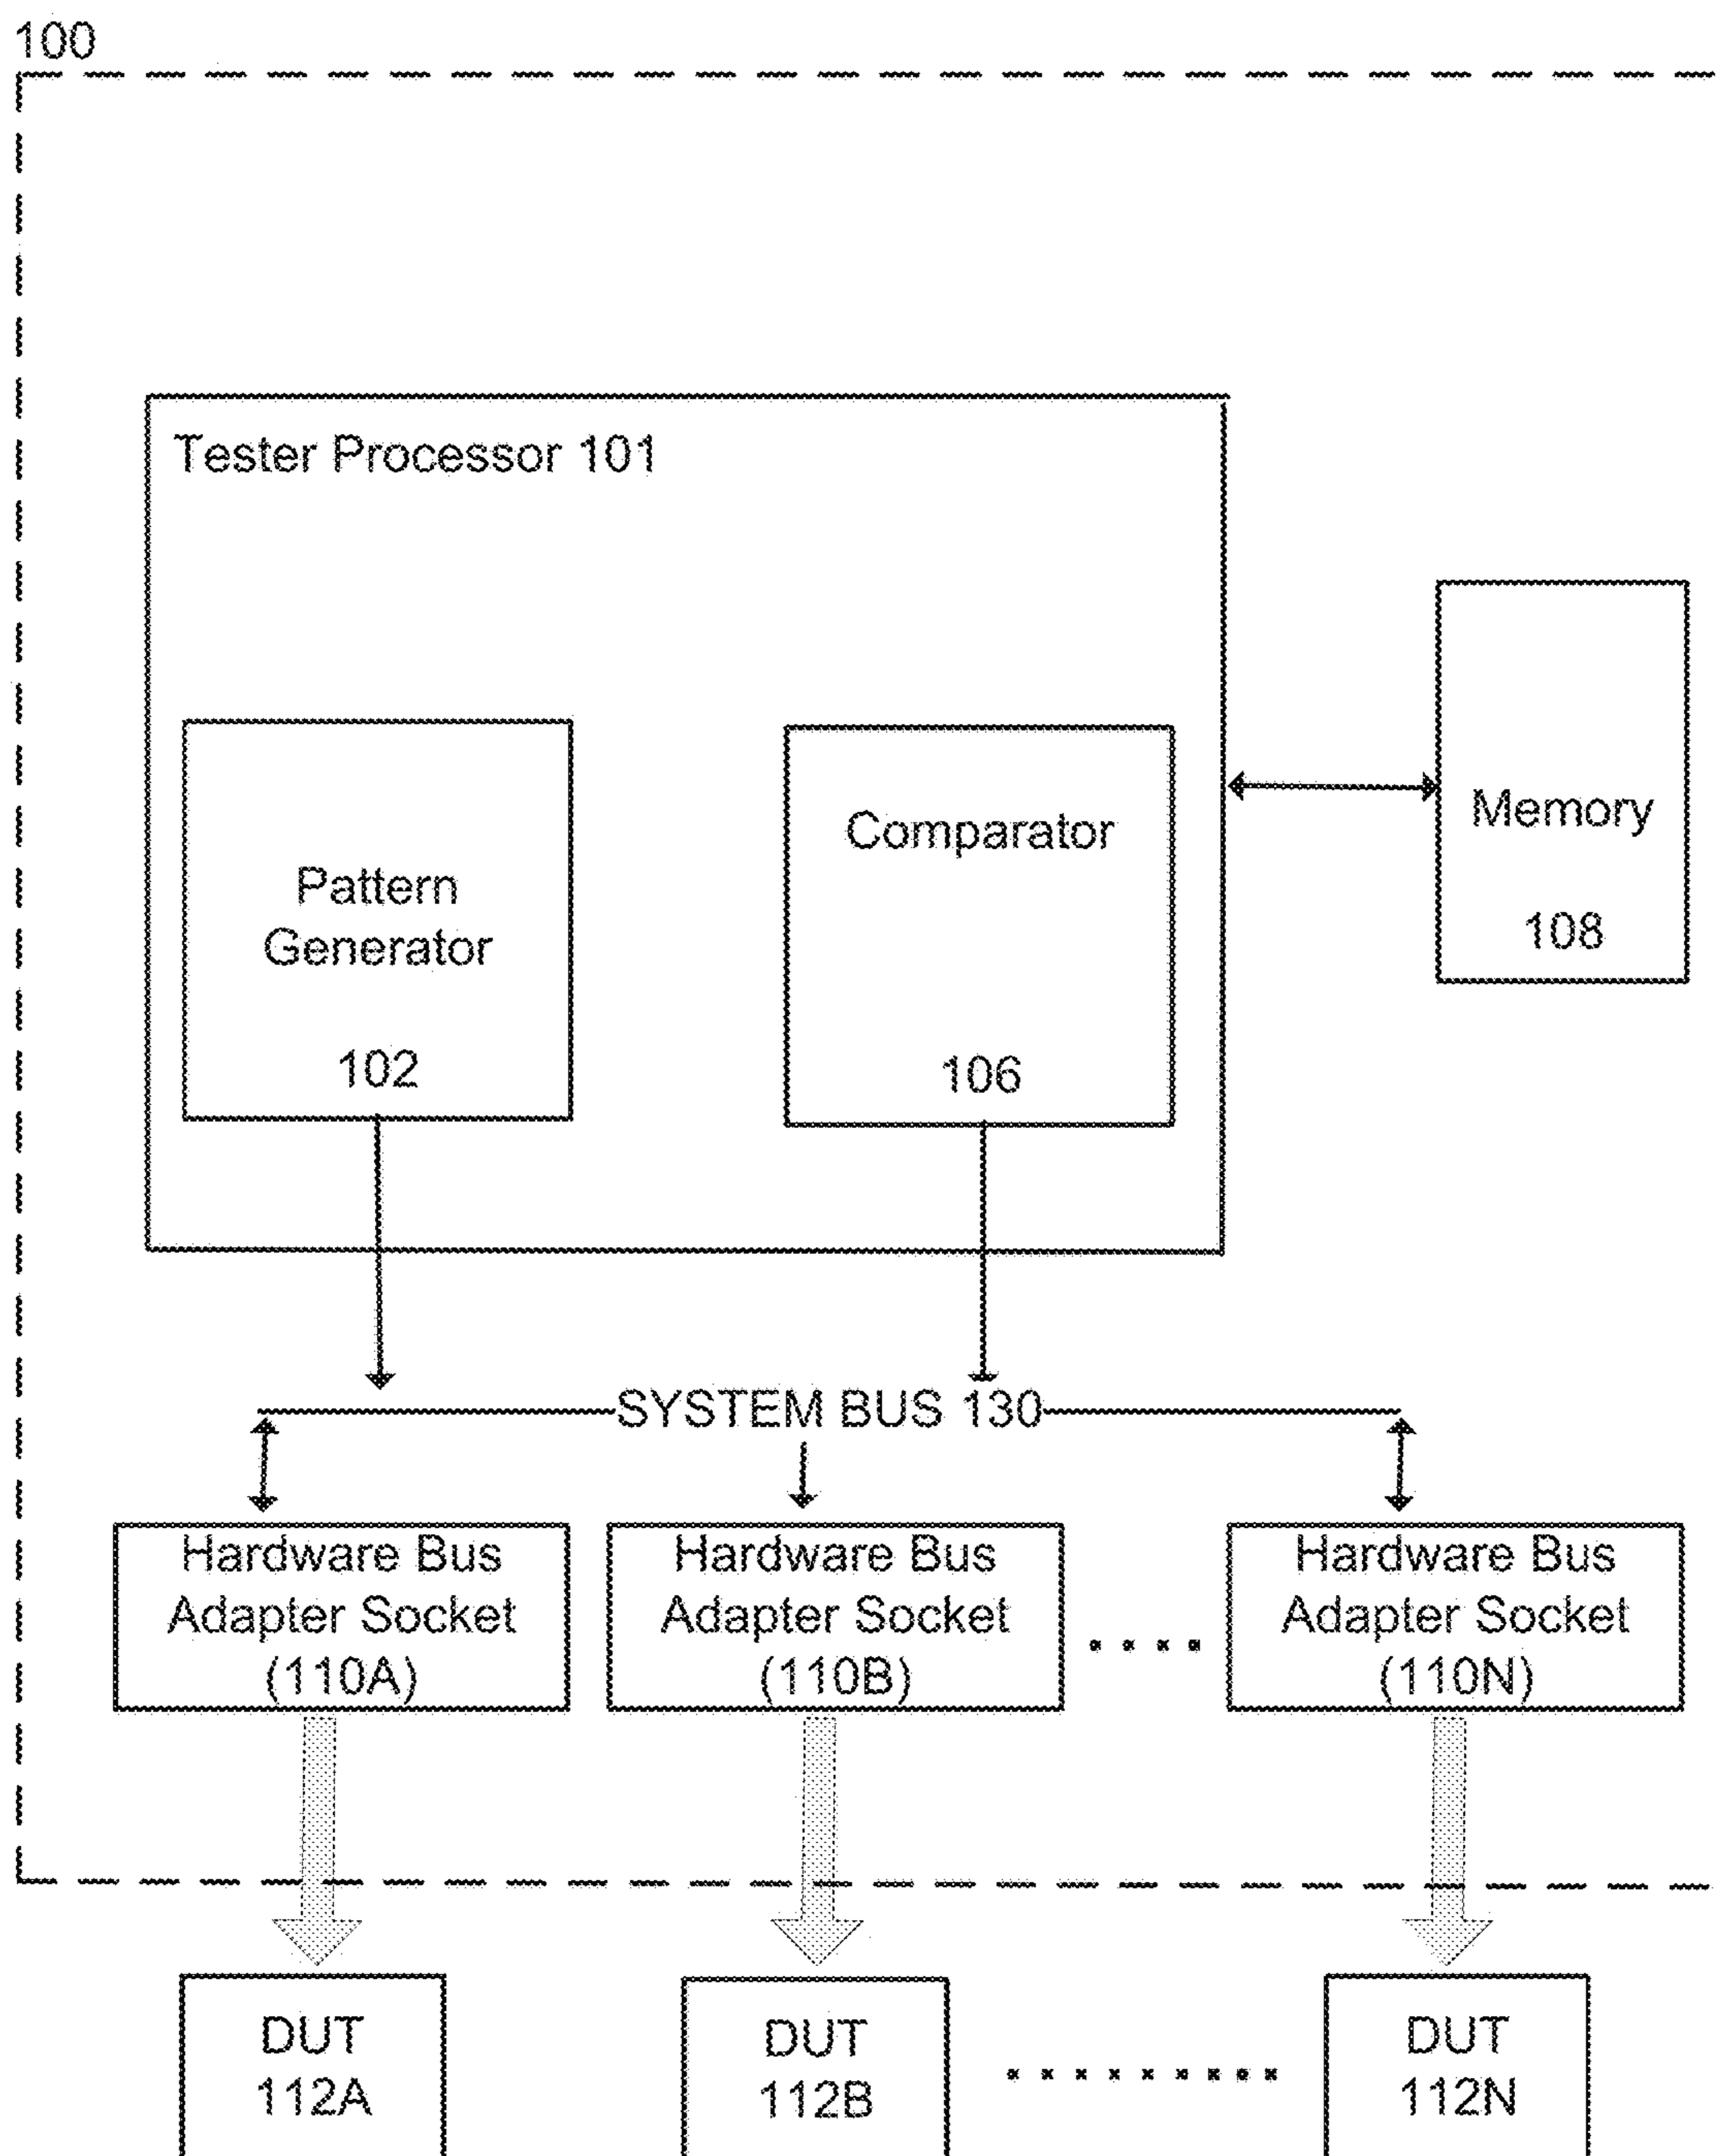 100
Tester Processor 101
Pattern
Generator
102
Comparator
106
Memory
108
SYSTEM BUS 130
Hardware Bus
Adapter Socket
(110A)
Hardware Bus
Adapter Socket
(110B)
Hardware Bus
Adapter Socket
(110N)
DUT
112A
DUT
112B
DUT
112N